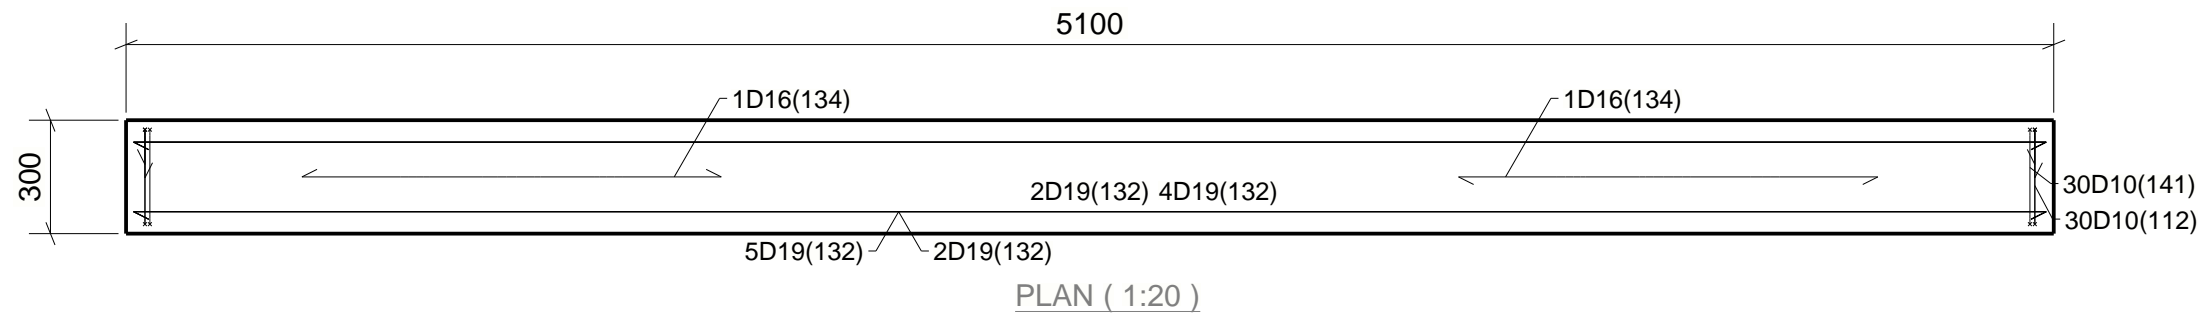 5100
1D16(134)
1D16(134)
300
2D19(132) 4D19(132)
30D10(141)
30D10(112)
5D19(132)
2D19(132)
PLAN ( 1:20 )